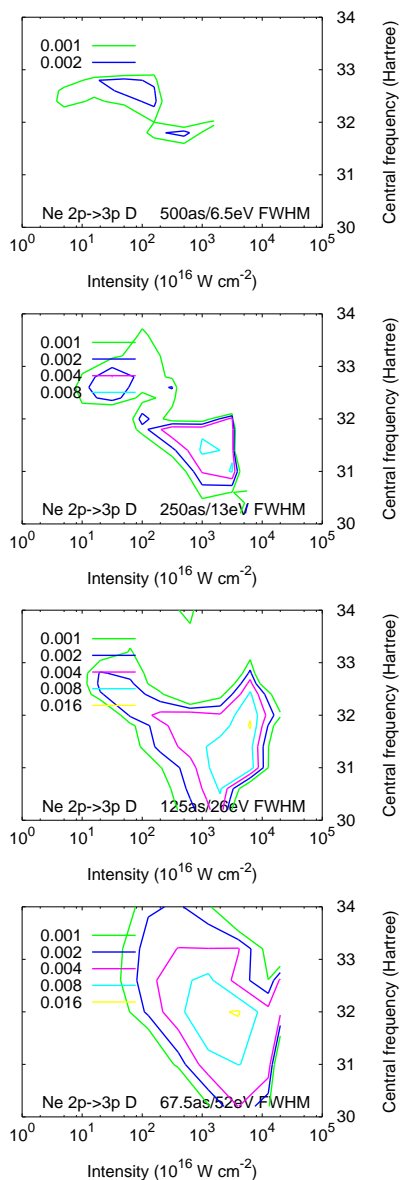 34
0.001
0.002
33
32
31
Ne 2p->3p D 500as/6.5eV FWHM
30
10^0 10^1 10^2 10^3 10^4 10^5
Intensity (10^16 W cm^-2)
Central frequency (Hartree)
34
0.001
0.002
0.004
0.008
33
32
31
Ne 2p->3p D 250as/13eV FWHM
30
10^0 10^1 10^2 10^3 10^4 10^5
Intensity (10^16 W cm^-2)
Central frequency (Hartree)
34
0.001
0.002
0.004
0.008
0.016
33
32
31
Ne 2p->3p D 125as/26eV FWHM
30
10^0 10^1 10^2 10^3 10^4 10^5
Intensity (10^16 W cm^-2)
Central frequency (Hartree)
34
0.001
0.002
0.004
0.008
0.016
33
32
31
Ne 2p->3p D 67.5as/52eV FWHM
30
10^0 10^1 10^2 10^3 10^4 10^5
Intensity (10^16 W cm^-2)
Central frequency (Hartree)